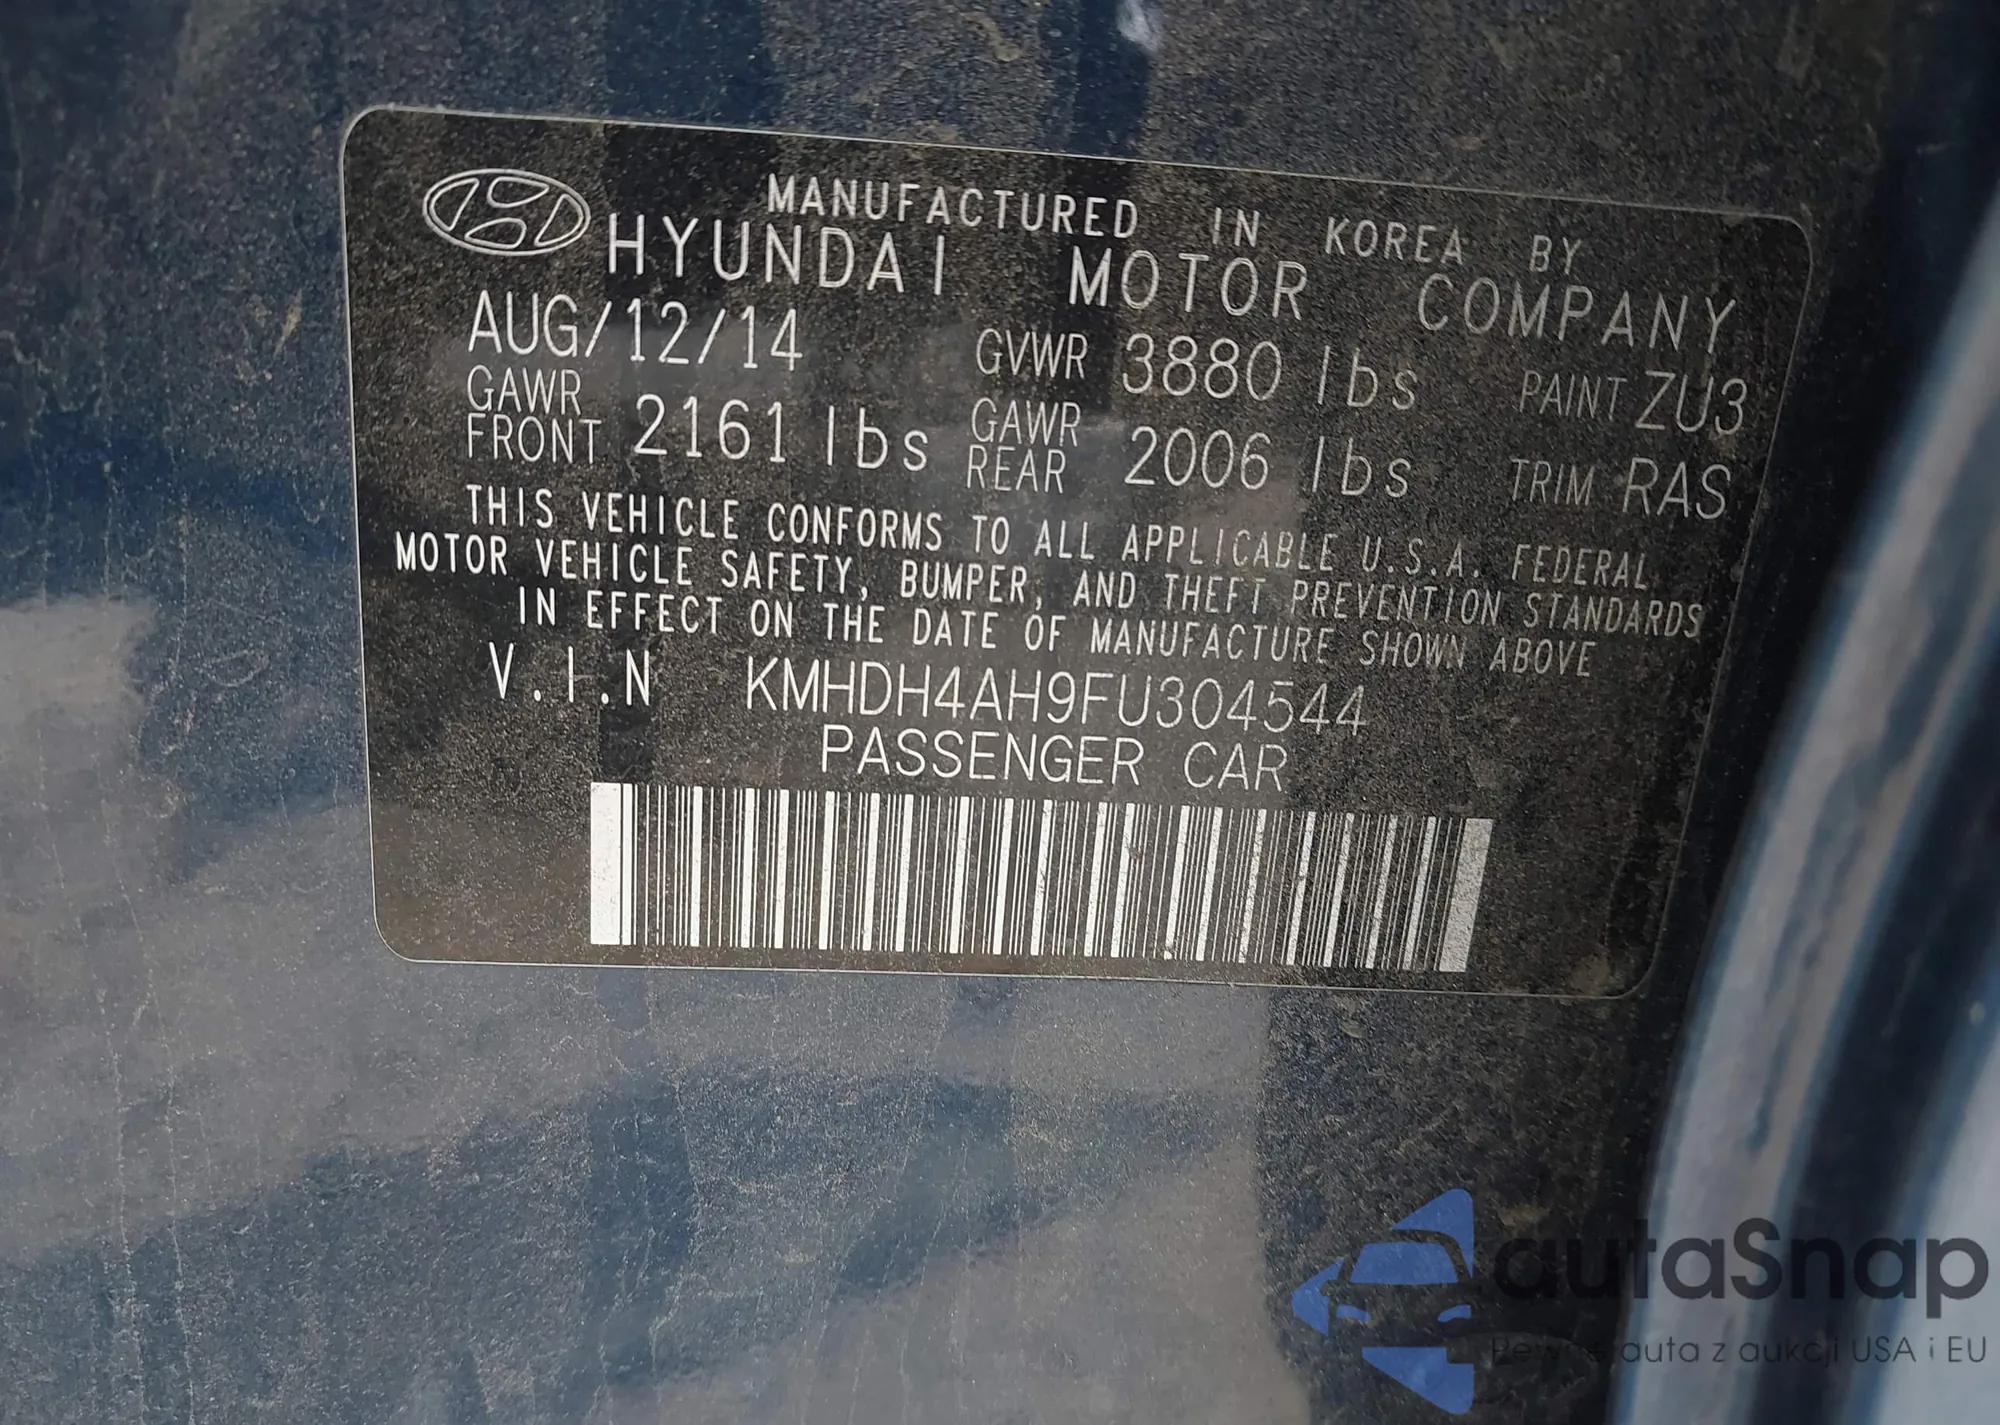 MANUFACTURED IN KOREA BY
HYUNDAI MOTOR COMPANY
AUG/12/14 GVWR 3880 lbs PAINT ZU3
GAWR FRONT 2161 lbs GAWR REAR 2006 lbs TRIM RAS
THIS VEHICLE CONFORMS TO ALL APPLICABLE U.S.A. FEDERAL
MOTOR VEHICLE SAFETY, BUMPER, AND THEFT PREVENTION STANDARDS
IN EFFECT ON THE DATE OF MANUFACTURE SHOWN ABOVE
V.I.N KMHDH4AH9FU304544
PASSENGER CAR
autaSnap
Pewne auta z aukcji USA i EU